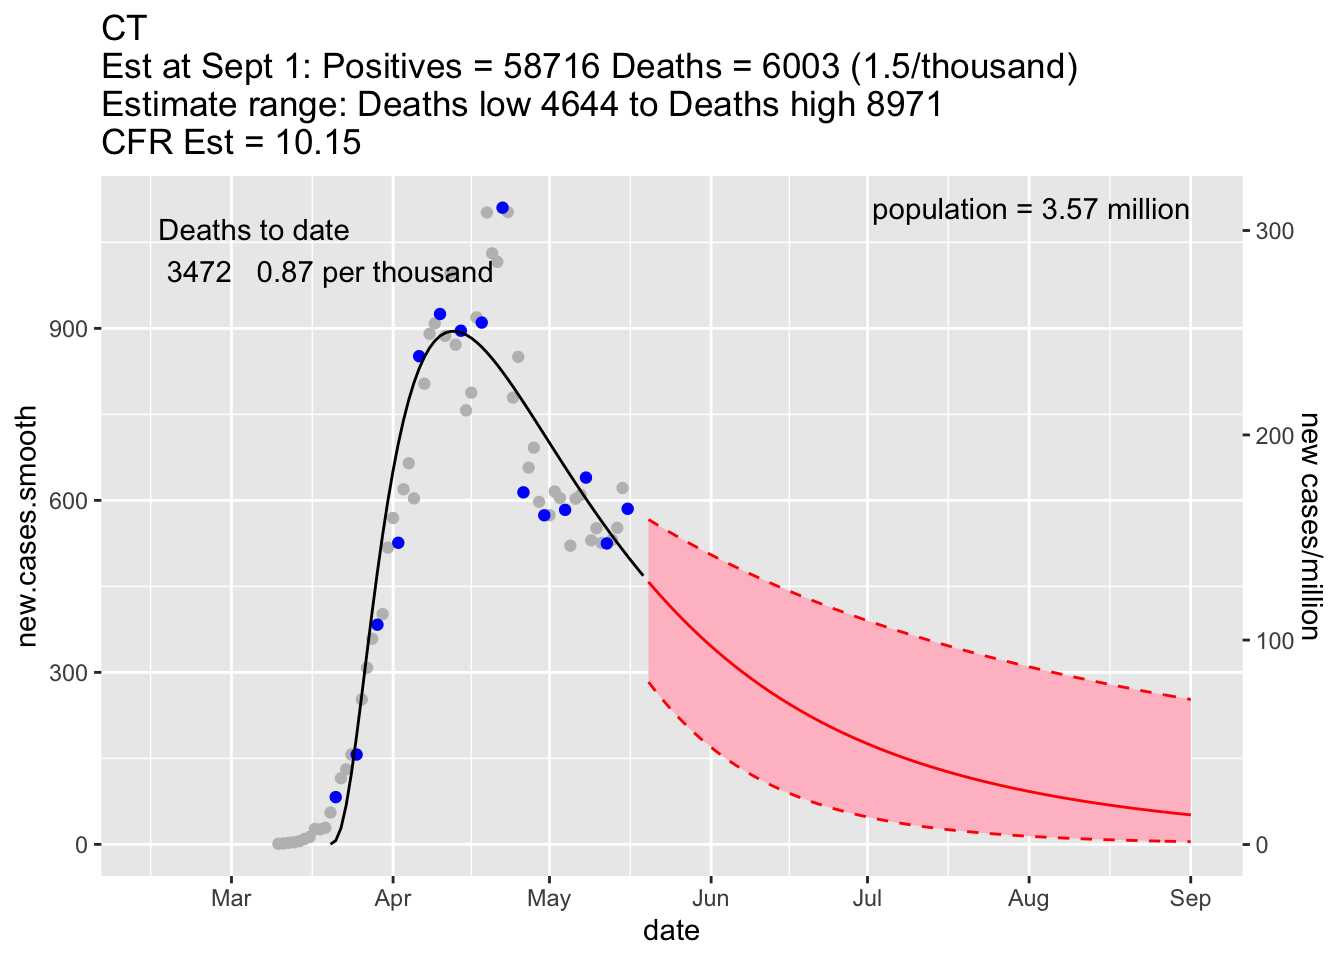 CT
Est at Sept 1: Positives = 58716 Deaths = 6003 (1.5/thousand)
Estimate range: Deaths low 4644 to Deaths high 8971
CFR Est = 10.15
population = 3.57 million
Deaths to date
3472 0.87 per thousand
new.cases.smooth
900
600
300
0
300
200
100
0
new cases/million
Mar Apr May Jun Jul Aug Sep
date